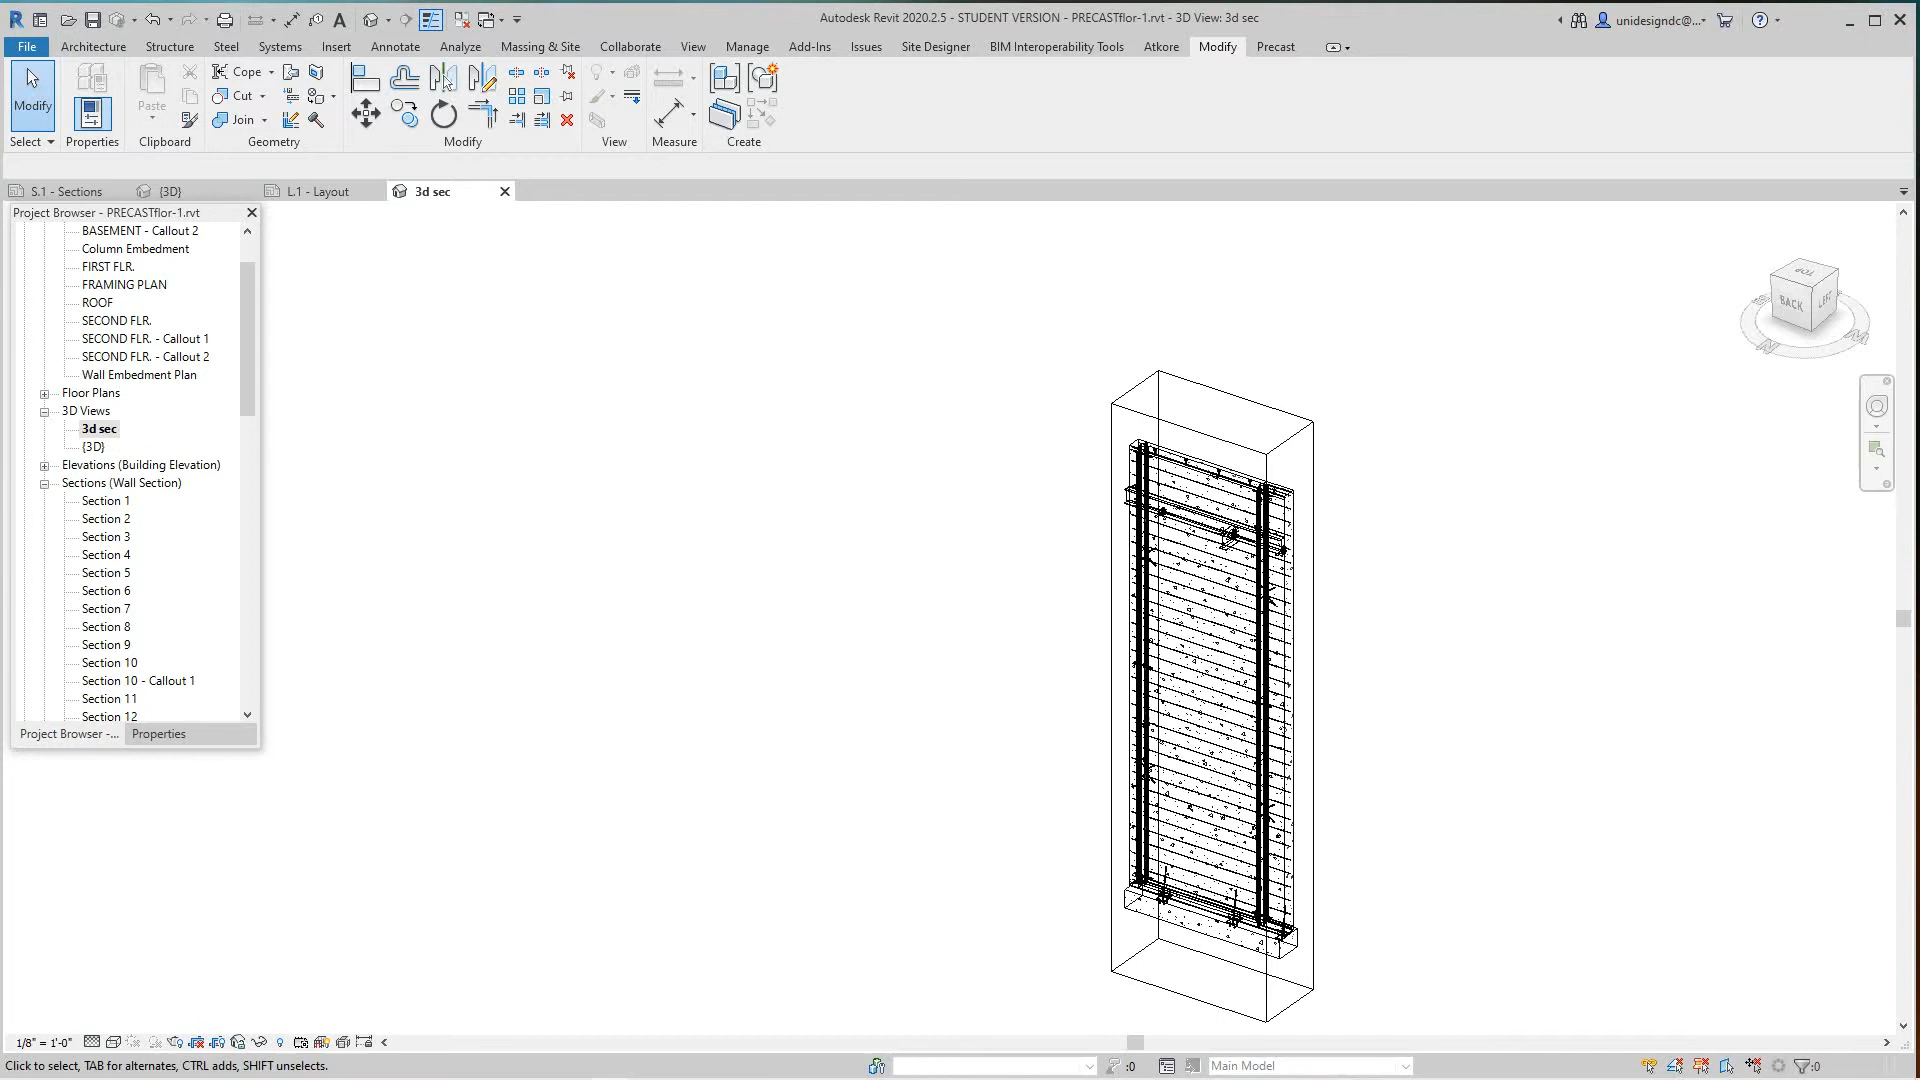 Autodesk Revit 2020.2.5 - STUDENT VERSION - PRECASTflor-1.rvt - 3D View: 3d sec
unidesigndc@...
File Architecture Structure Steel Systems Insert Annotate Analyze Massing & Site Collaborate View Manage Add-Ins Issues Site Designer BIM Interoperability Tools Atkore Modify Precast
Modify
Paste
Cope
Cut
Join
Select Properties Clipboard Geometry Modify View Measure Create
S.1 - Sections {3D} L.1 - Layout 3d sec
Project Browser - PRECASTflor-1.rvt
BASEMENT - Callout 2
Column Embedment
FIRST FLR.
FRAMING PLAN
ROOF
SECOND FLR.
SECOND FLR. - Callout 1
SECOND FLR. - Callout 2
Wall Embedment Plan
Floor Plans
3D Views
3d sec
{3D}
Elevations (Building Elevation)
Sections (Wall Section)
Section 1
Section 2
Section 3
Section 4
Section 5
Section 6
Section 7
Section 8
Section 9
Section 10
Section 10 - Callout 1
Section 11
Section 12
Project Browser -... Properties
TOP
BACK LEFT
1/8" = 1'-0"
Click to select, TAB for alternates, CTRL adds, SHIFT unselects.
:0
Main Model
:0